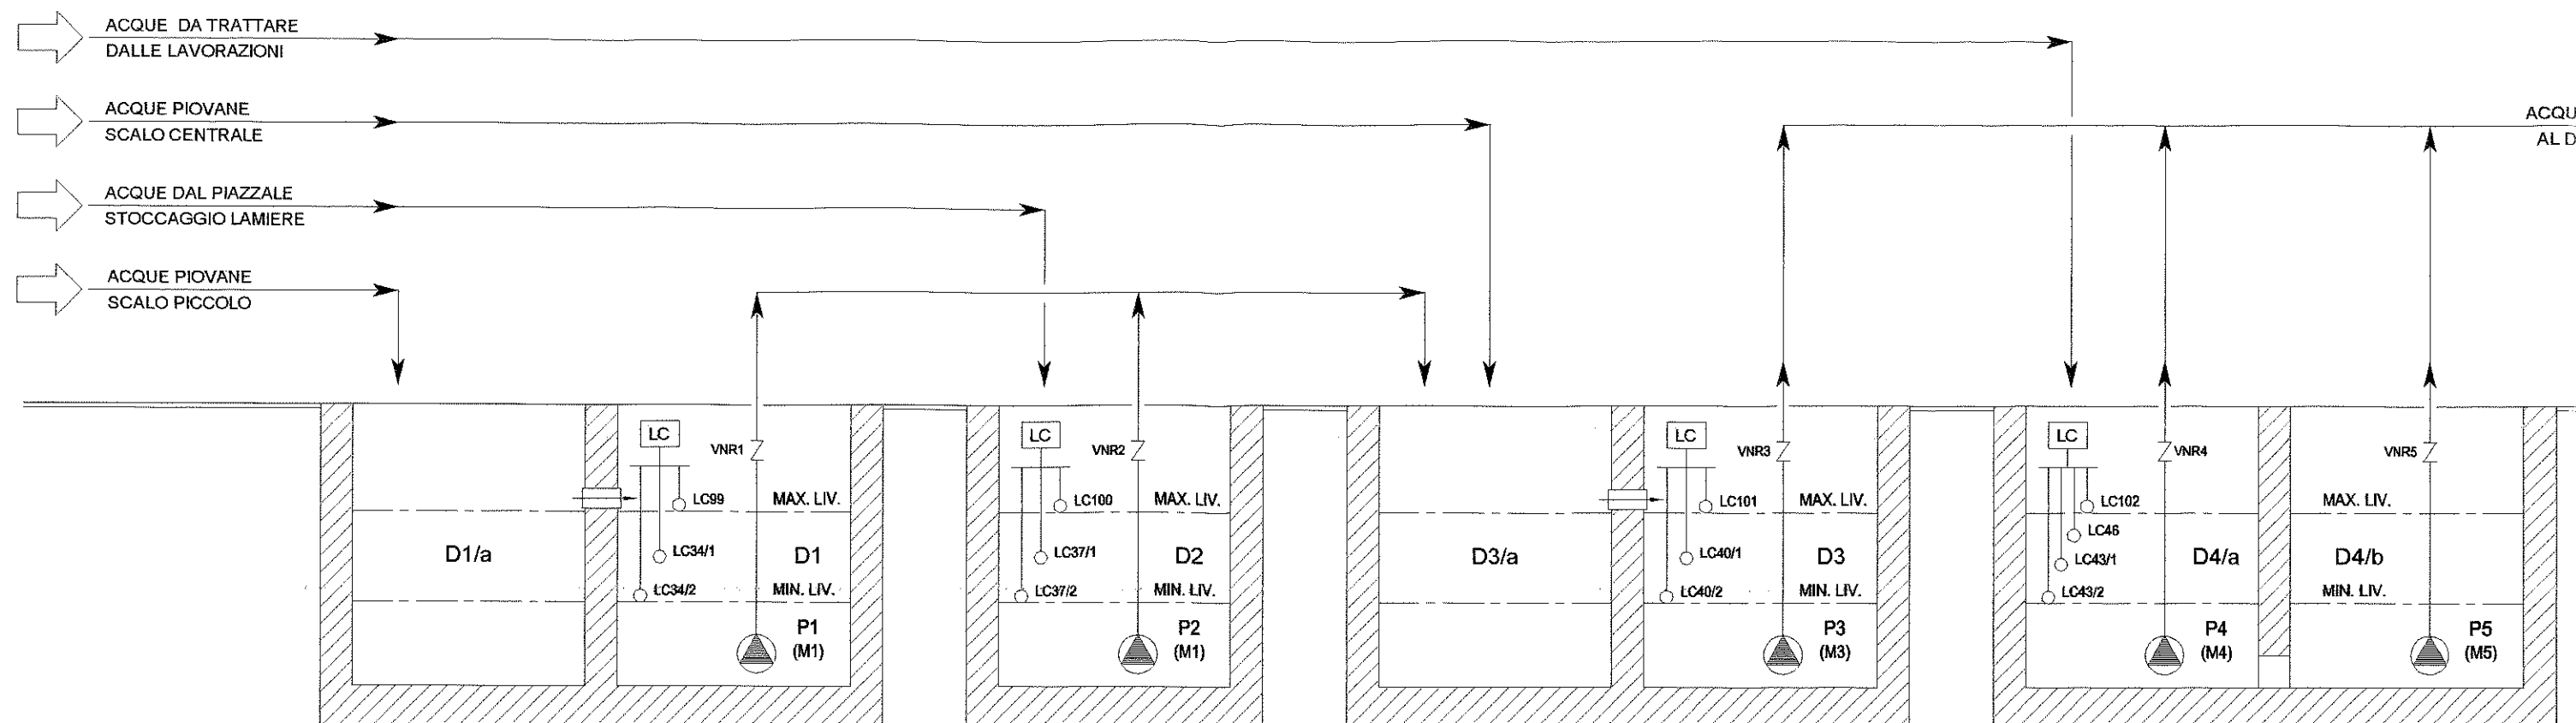 ACQUE DA TRATTARE
DALLE LAVORAZIONI
ACQUE PIOVANE
SCALO CENTRALE
ACQU
AL D
ACQUE DAL PIAZZALE
STOCCAGGIO LAMIERE
ACQUE PIOVANE
SCALO PICCOLO
D1/a
LC
LC99
LC34/1
LC34/2
VNR1
MAX. LIV.
D1
MIN. LIV.
P1
(M1)
LC
LC100
LC37/1
LC37/2
VNR2
MAX. LIV.
D2
MIN. LIV.
P2
(M1)
D3/a
LC
LC101
LC40/1
LC40/2
VNR3
MAX. LIV.
D3
MIN. LIV.
P3
(M3)
LC
LC102
LC46
LC43/1
LC43/2
VNR4
D4/a
P4
(M4)
VNR5
MAX. LIV.
D4/b
MIN. LIV.
P5
(M5)